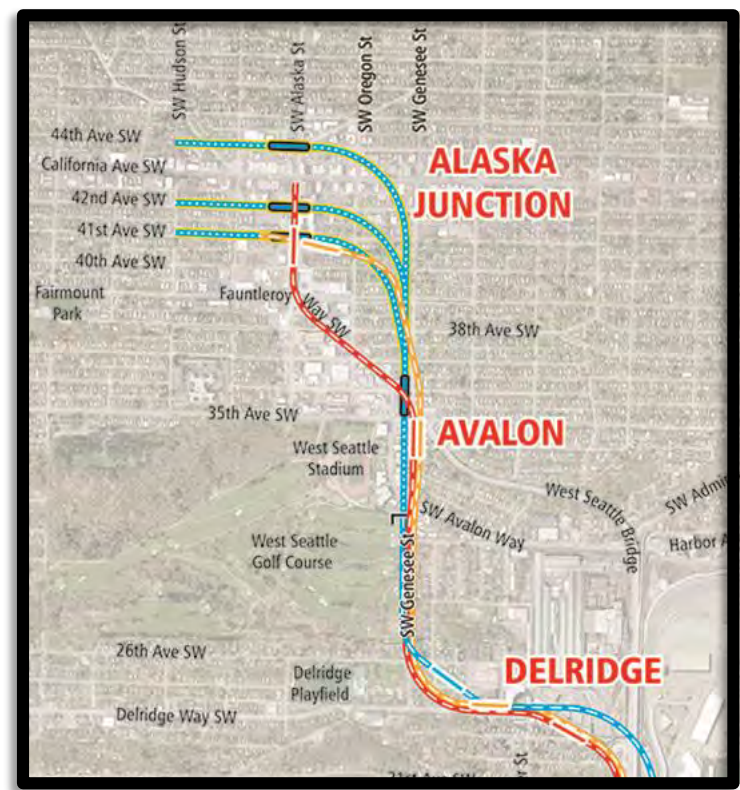 SW Hudson St
SW Alaska St
SW Oregon St
SW Genesee St
44th Ave SW
California Ave SW
42nd Ave SW
41st Ave SW
40th Ave SW
ALASKA
JUNCTION
Fairmount
Park
Fauntleroy
Way SW
38th Ave SW
35th Ave SW
AVALON
West Seattle
Stadium
West Seattle
Bridge
SW Admi
SW Avalon Way
Harbor A
West Seattle
Golf Course
SW Genesee St
26th Ave SW
DELRIDGE
Delridge
Playfield
Delridge Way SW